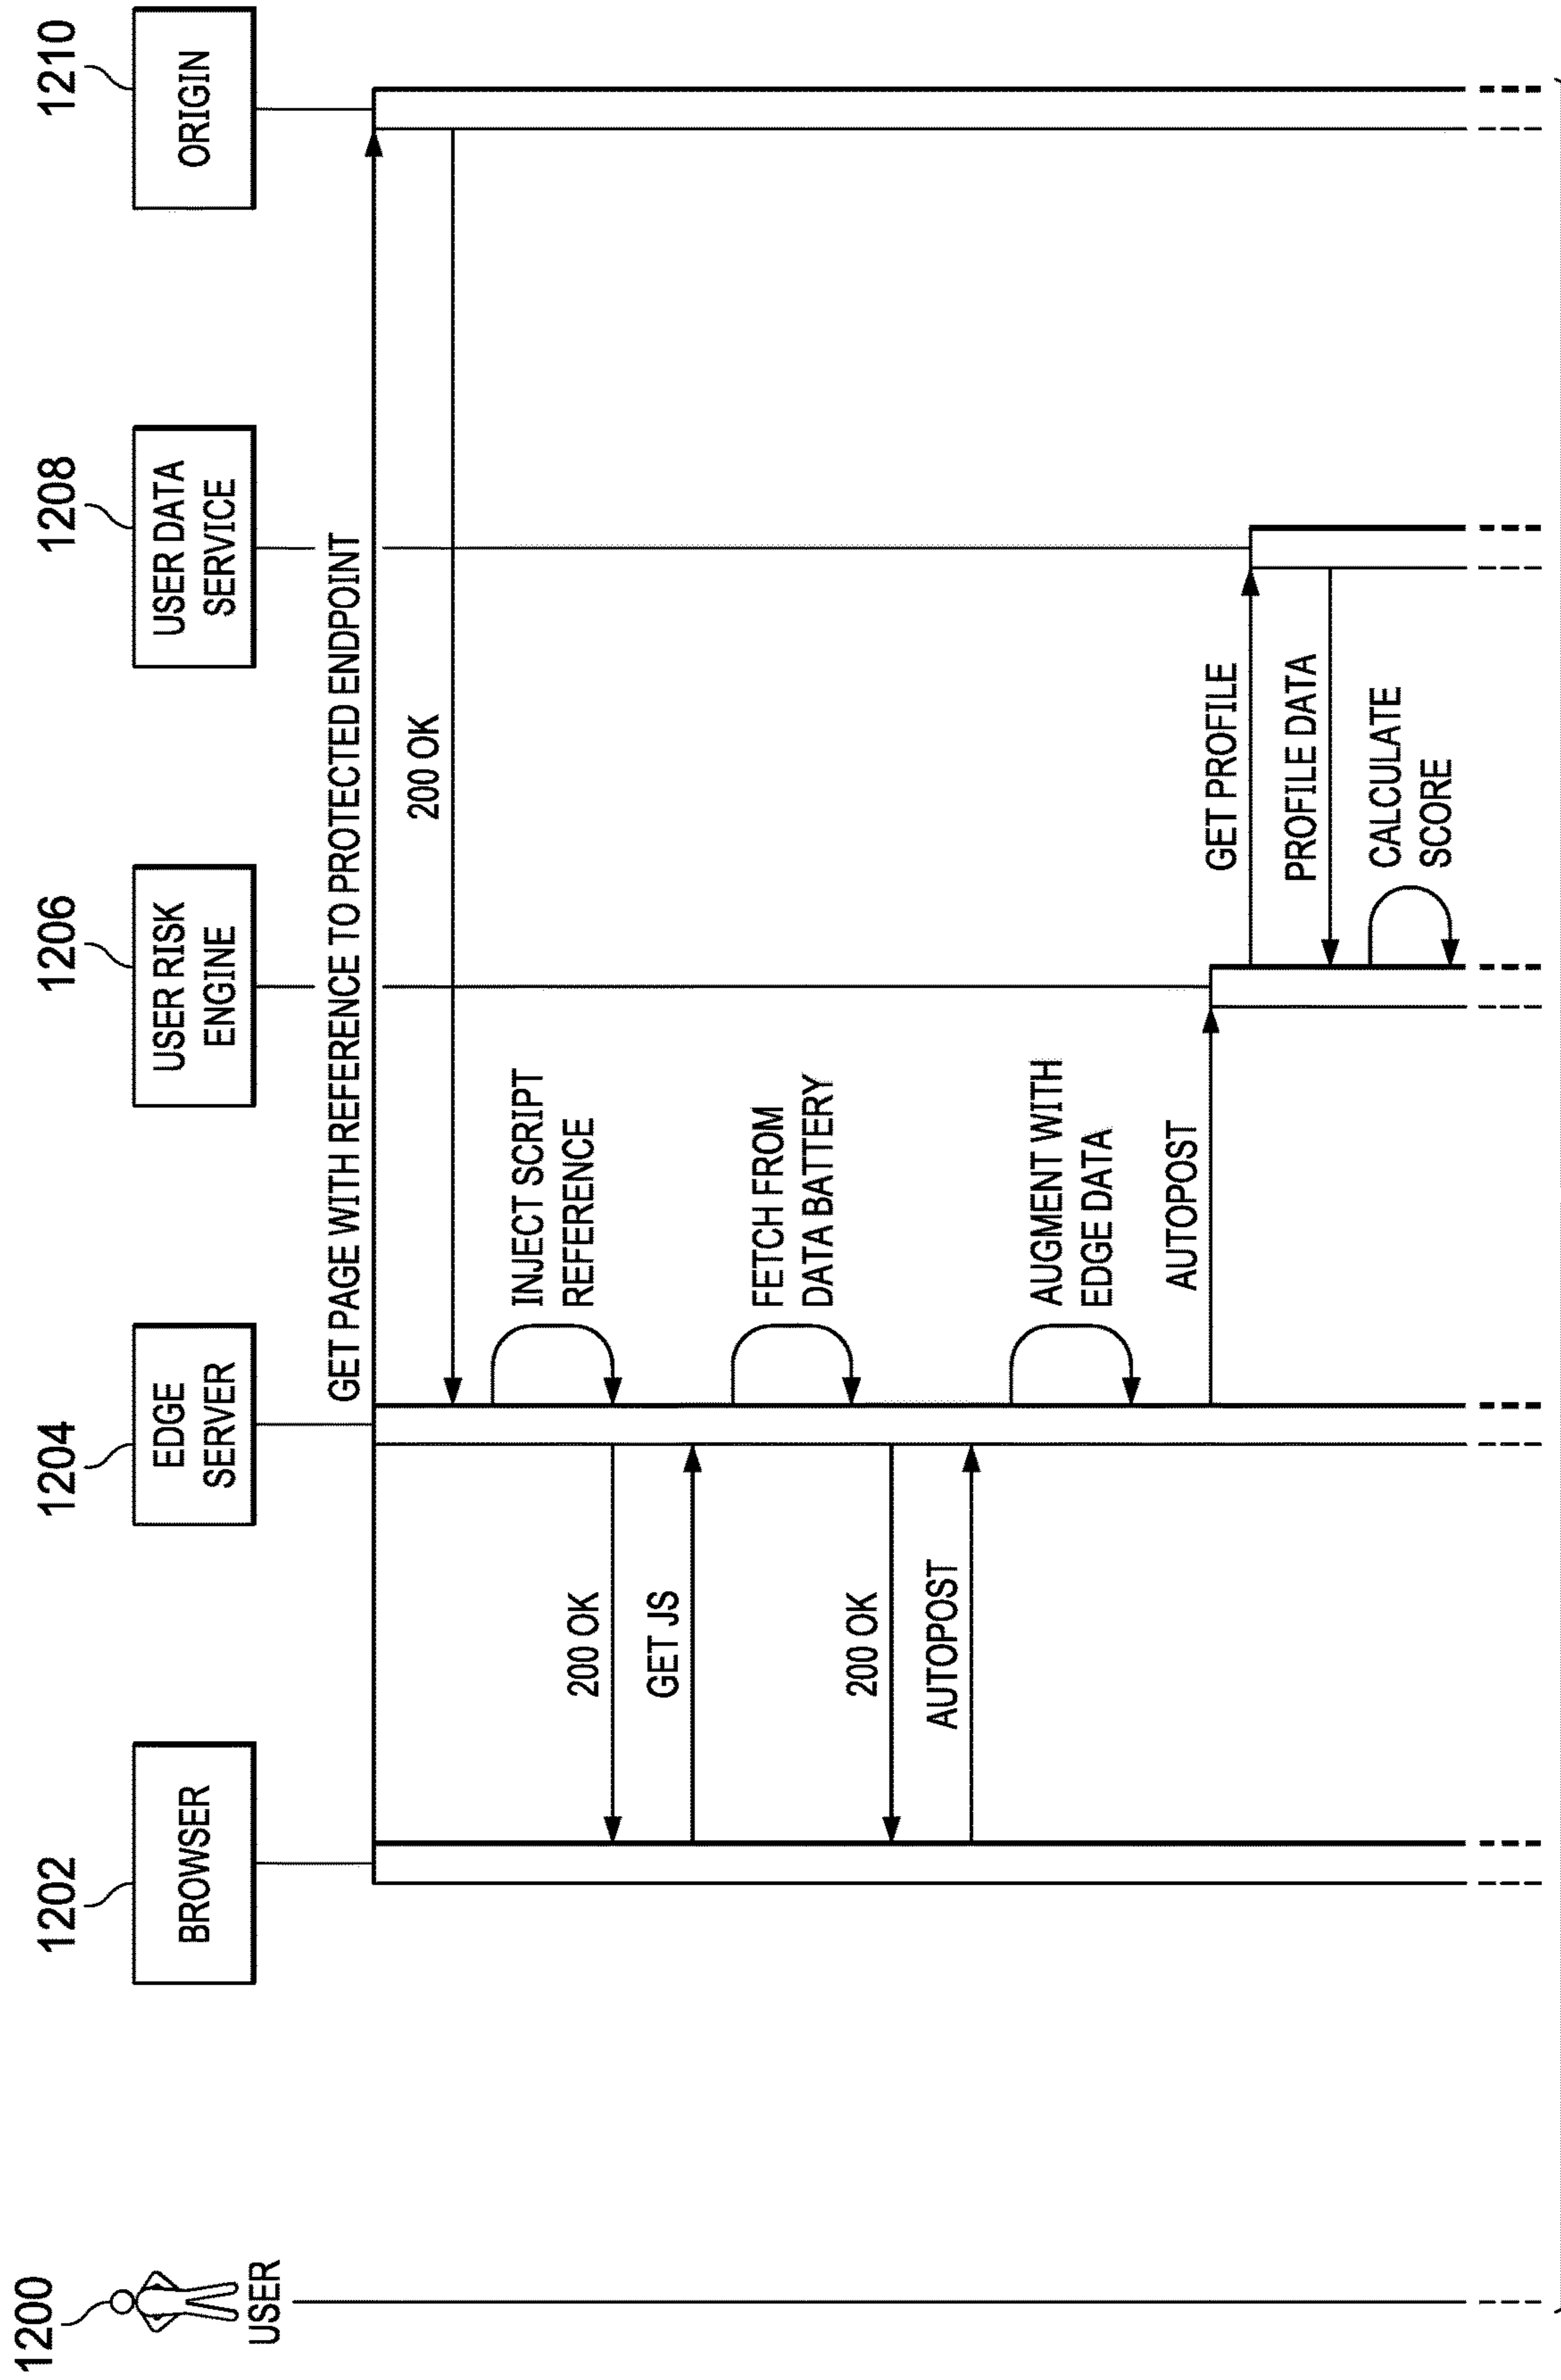 1200
USER
1202
BROWSER
1204
EDGE
SERVER
1206
USER RISK
ENGINE
1208
USER DATA
SERVICE
1210
ORIGIN
GET PAGE WITH REFERENCE TO PROTECTED ENDPOINT
200 OK
INJECT SCRIPT
REFERENCE
200 OK
GET JS
FETCH FROM
DATA BATTERY
200 OK
AUTOPOST
AUGMENT WITH
EDGE DATA
AUTOPOST
GET PROFILE
PROFILE DATA
CALCULATE
SCORE